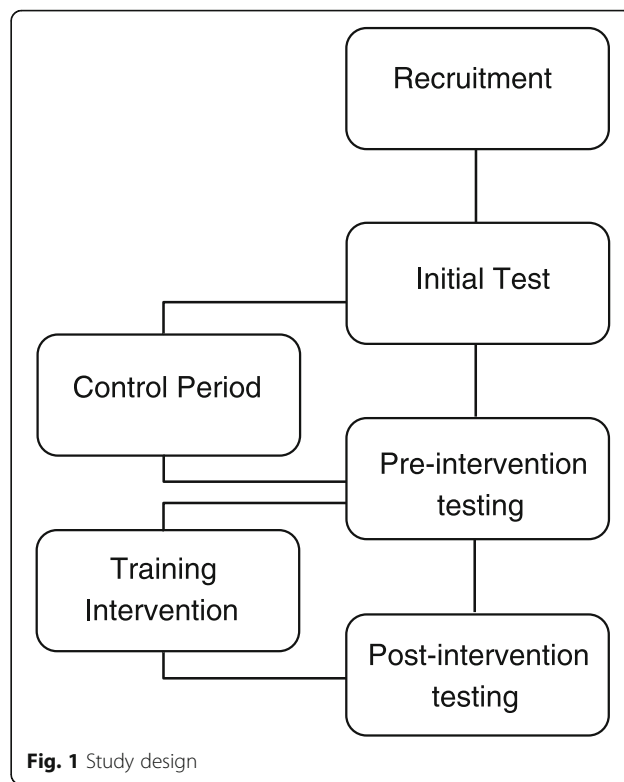 Recruitment
Initial Test
Control Period
Pre-intervention
testing
Training
Intervention
Post-intervention
testing
Fig. 1 Study design